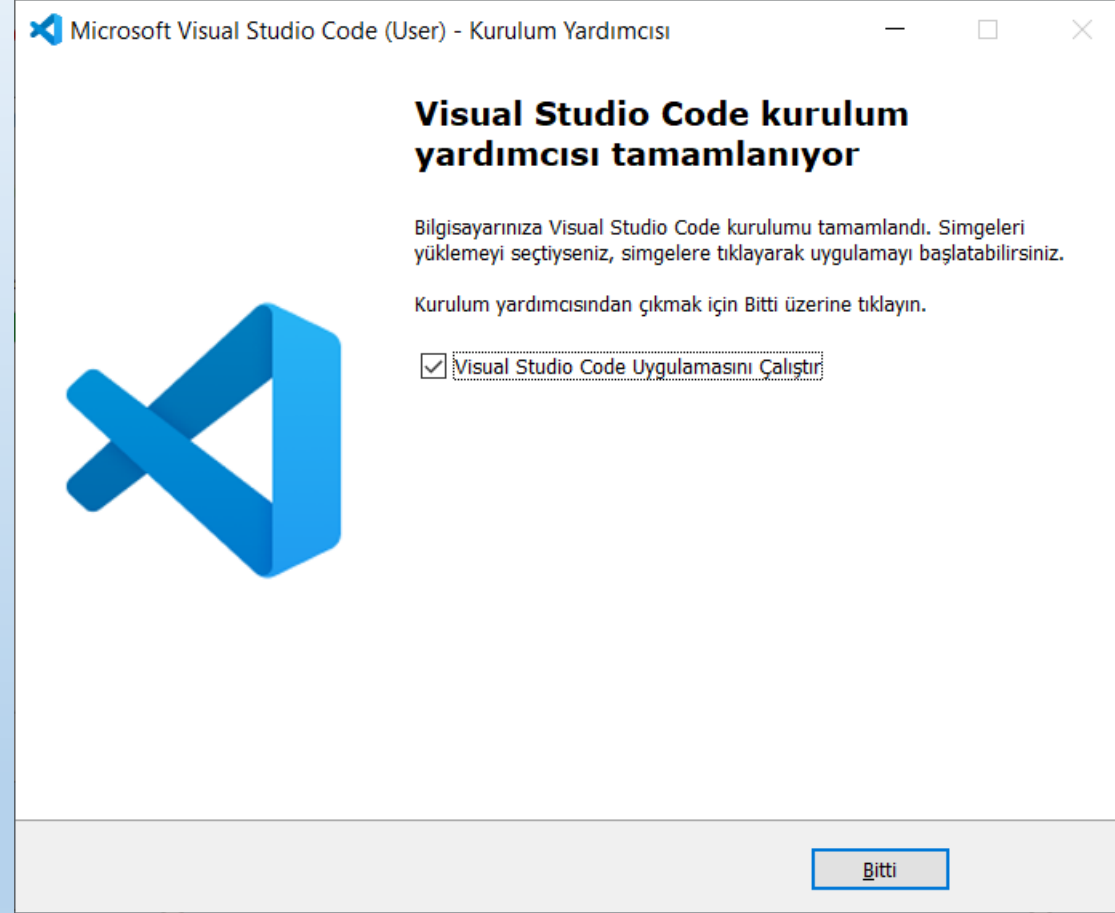 Microsoft Visual Studio Code (User) - Kurulum Yardımcısı
Visual Studio Code kurulum
yardımcısı tamamlanıyor
Bilgisayarınıza Visual Studio Code kurulumu tamamlandı. Simgeleri
yüklemeyi seçtiyseniz, simgelere tıklayarak uygulamayı başlatabilirsiniz.
Kurulum yardımcısından çıkmak için Bitti üzerine tıklayın.
Visual Studio Code Uygulamasını Çalıştır
Bitti